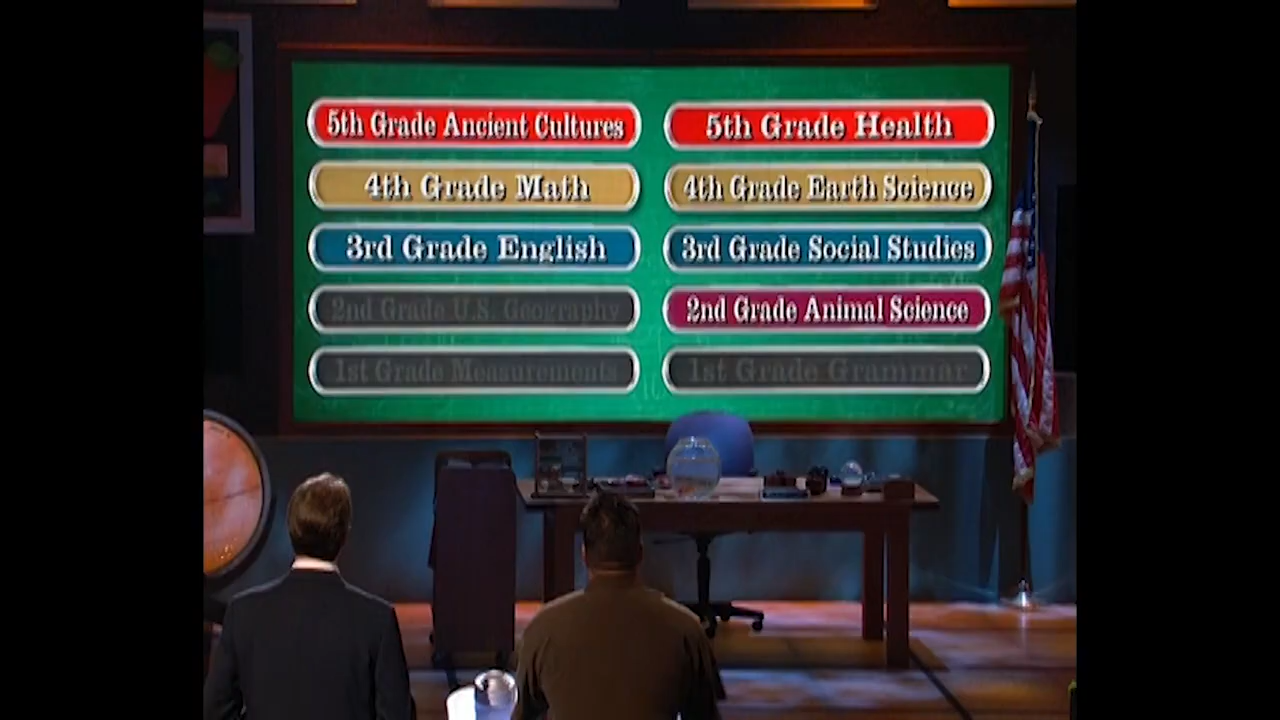 5th Grade Ancient Cultures
5th Grade Health
4th Grade Math
4th Grade Earth Science
3rd Grade English
3rd Grade Social Studies
2nd Grade U.S. Geography
2nd Grade Animal Science
1st Grade Measurements
1st Grade Grammar